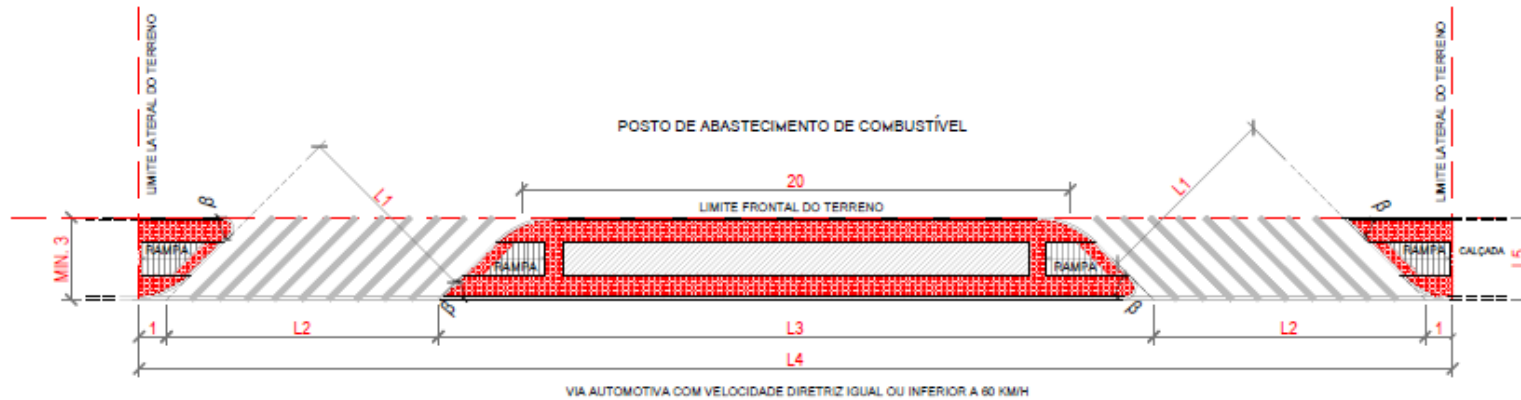 LIMITE LATERAL DO TERRENO
LIMITE LATERAL DO TERRENO
POSTO DE ABASTECIMENTO DE COMBUSTÍVEL
L1
20
L1
β
LIMITE FRONTAL DO TERRENO
β
MIN. 3
RAMPA
RAMPA
RAMPA
RAMPA
CALÇADA
L5
β
β
1
L2
L3
L2
1
L4
VIA AUTOMOTIVA COM VELOCIDADE DIRETRIZ IGUAL OU INFERIOR A 60 KM/H